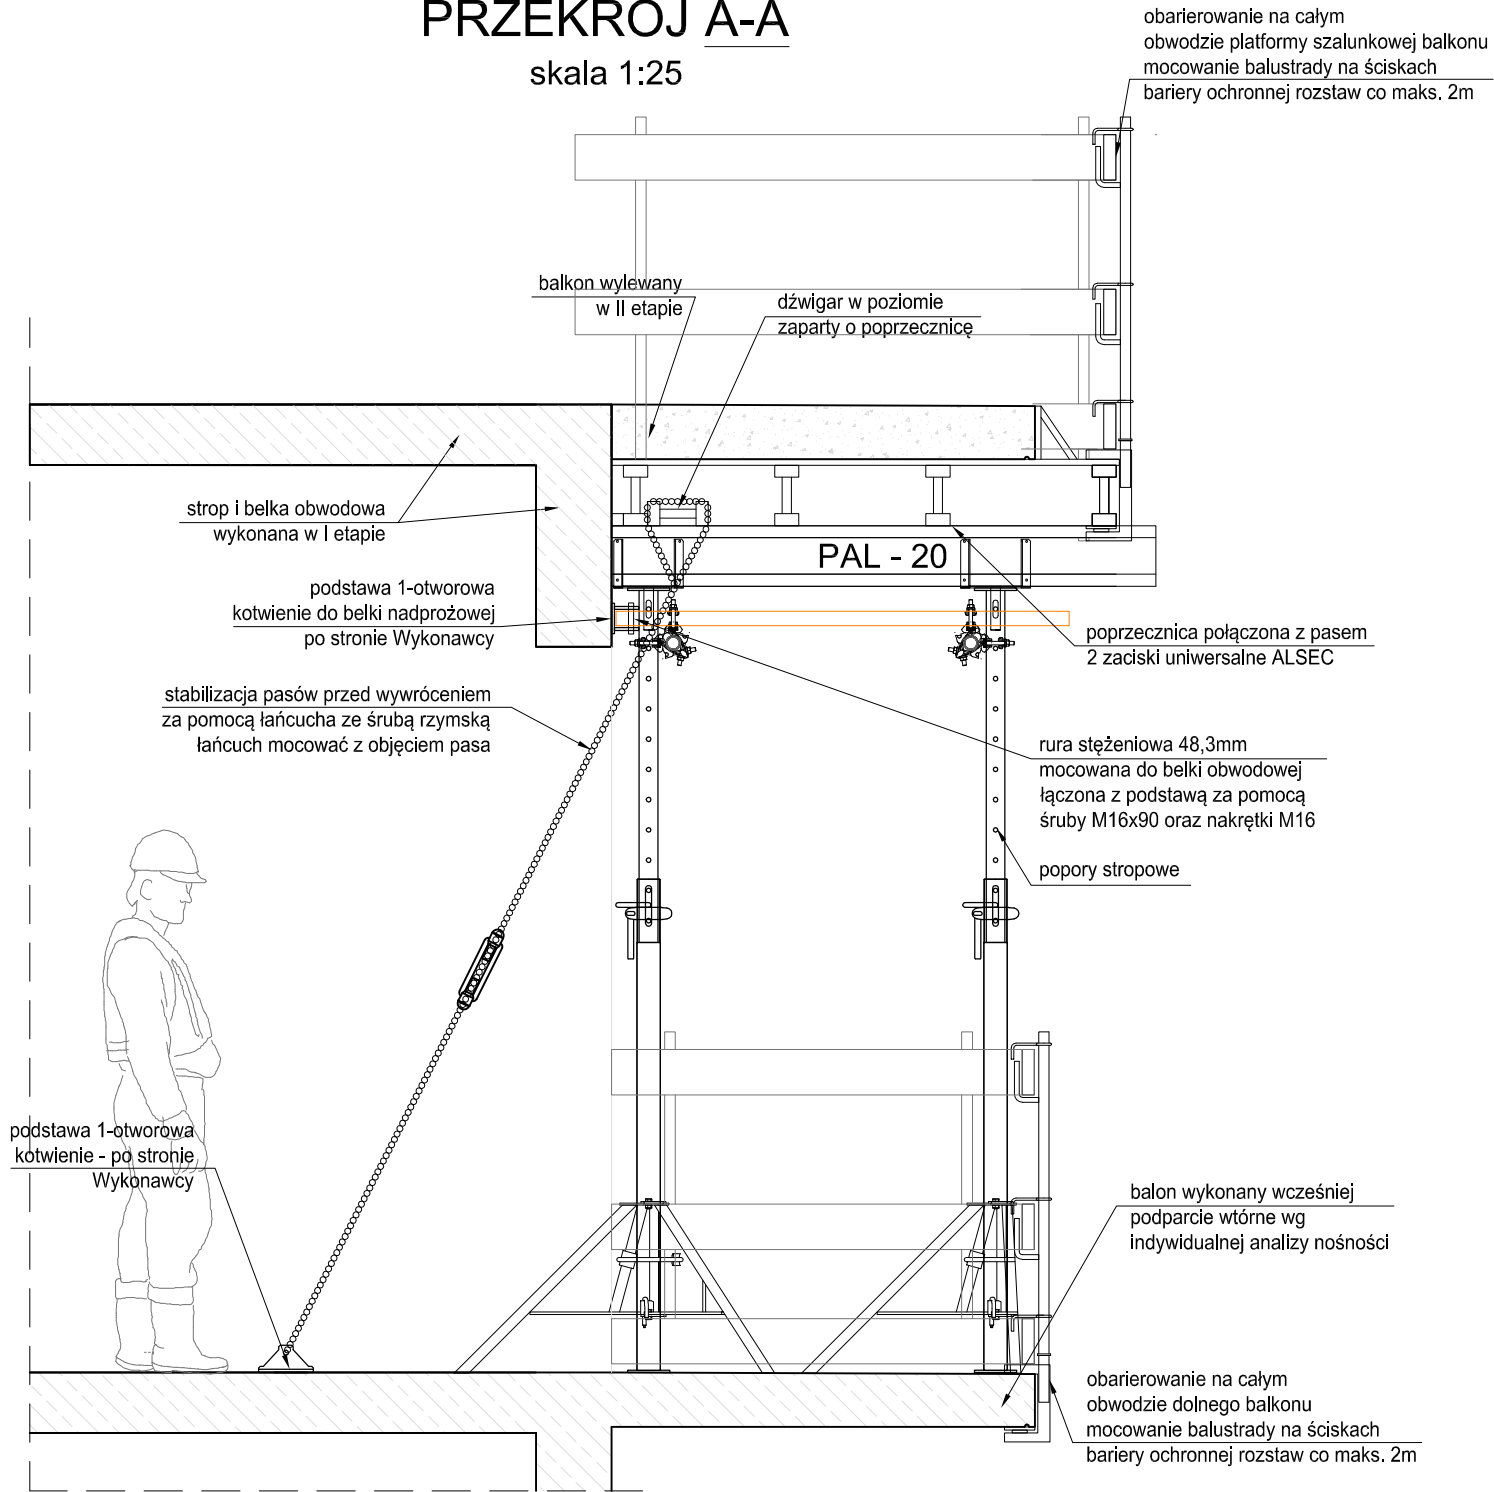 PRZEKRÓJ A-A
skala 1:25
obarierowanie na całym
obwodzie platformy szalunkowej balkonu
mocowanie balustrady na ściskach
bariery ochronnej rozstaw co maks. 2m
balkon wylewany
w II etapie
dźwigar w poziomie
zaparty o poprzecznicę
strop i belka obwodowa
wykonana w I etapie
PAL - 20
podstawa 1-otworowa
kotwienie do belki nadprożowej
po stronie Wykonawcy
poprzecznica połączona z pasem
2 zaciski uniwersalne ALSEC
stabilizacja pasów przed wywróceniem
za pomocą łańcucha ze śrubą rzymską
łańcuch mocować z objęciem pasa
rura stężeniowa 48,3mm
mocowana do belki obwodowej
łączona z podstawą za pomocą
śruby M16x90 oraz nakrętki M16
popory stropowe
podstawa 1-otworowa
kotwienie - po stronie
Wykonawcy
balon wykonany wcześniej
podparcie wtórne wg
indywidualnej analizy nośności
obarierowanie na całym
obwodzie dolnego balkonu
mocowanie balustrady na ściskach
bariery ochronnej rozstaw co maks. 2m